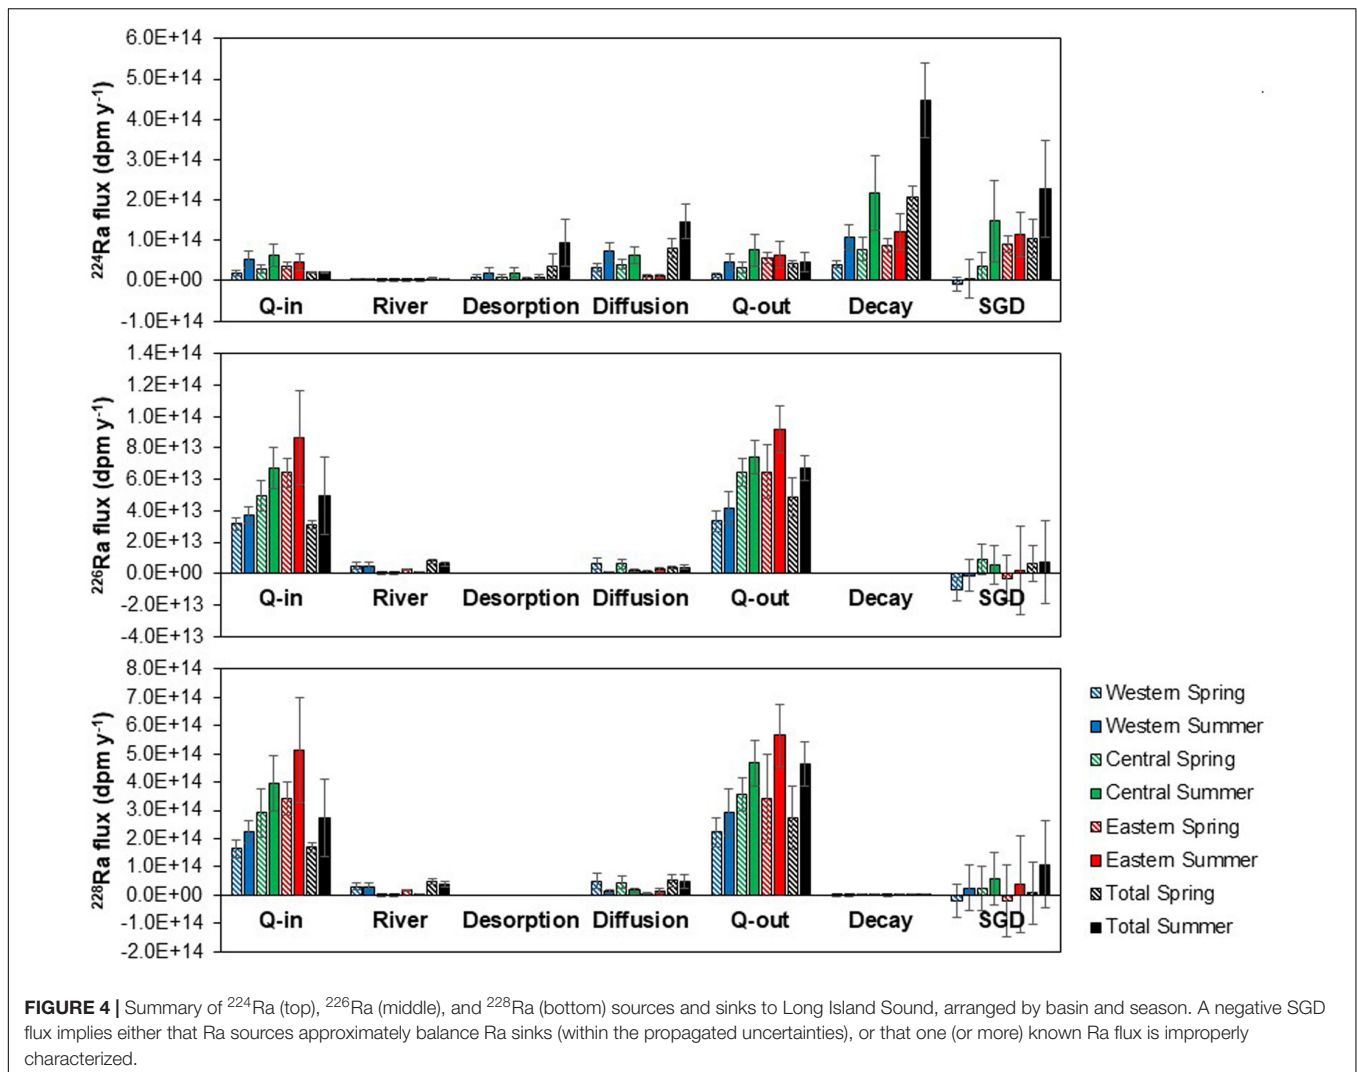 6.0E+14
5.0E+14
4.0E+14
3.0E+14
2.0E+14
1.0E+14
0.0E+00
-1.0E+14
²²⁴Ra flux (dpm y⁻¹)
Q-in River Desorption Diffusion Q-out Decay SGD
1.4E+14
1.2E+14
1.0E+14
8.0E+13
6.0E+13
4.0E+13
2.0E+13
0.0E+00
-2.0E+13
-4.0E+13
²²⁶Ra flux (dpm y⁻¹)
Q-in River Desorption Diffusion Q-out Decay SGD
8.0E+14
7.0E+14
6.0E+14
5.0E+14
4.0E+14
3.0E+14
2.0E+14
1.0E+14
0.0E+00
-1.0E+14
-2.0E+14
²²⁸Ra flux (dpm y⁻¹)
Q-in River Desorption Diffusion Q-out Decay SGD
Western Spring
Western Summer
Central Spring
Central Summer
Eastern Spring
Eastern Summer
Total Spring
Total Summer
FIGURE 4 | Summary of ²²⁴Ra (top), ²²⁶Ra (middle), and ²²⁸Ra (bottom) sources and sinks to Long Island Sound, arranged by basin and season. A negative SGD
flux implies either that Ra sources approximately balance Ra sinks (within the propagated uncertainties), or that one (or more) known Ra flux is improperly
characterized.